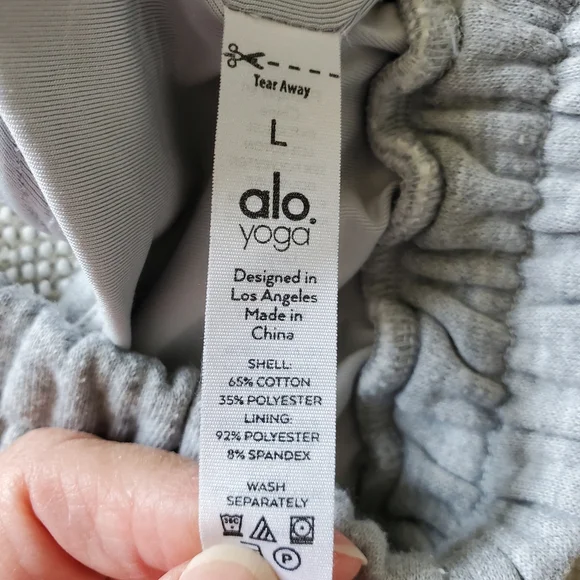 Tear Away
L
alo.
yoga
Designed in
Los Angeles
Made in
China
SHELL:
65% COTTON
35% POLYESTER
LINING:
92% POLYESTER
8% SPANDEX
WASH
SEPARATELY
P